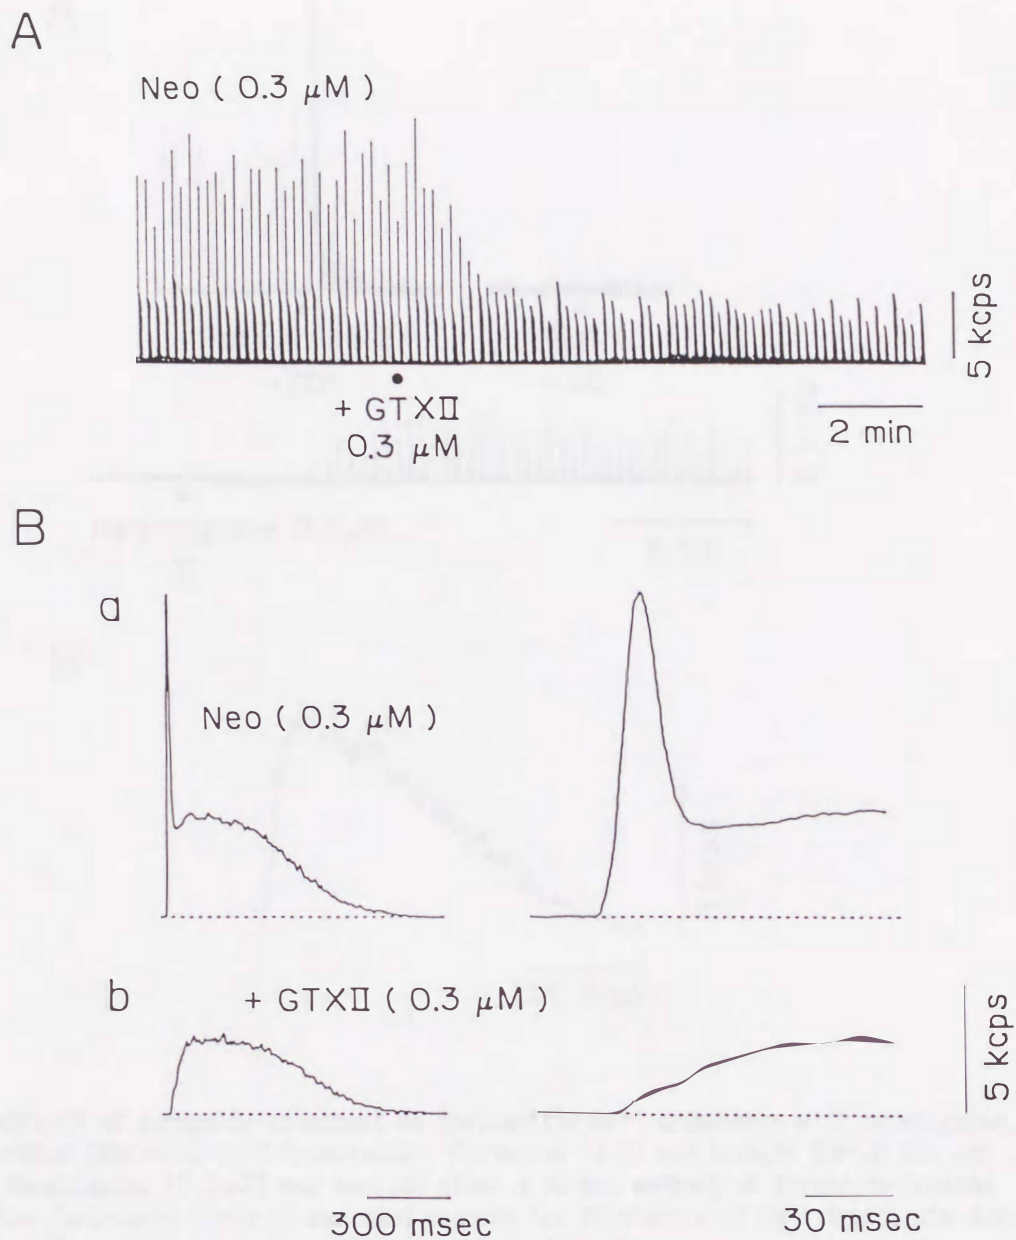 A
Neo ( 0.3 μM )
5 kcps
+ GTXⅡ
0.3 μM
2 min
B
a
Neo ( 0.3 μM )
b
+ GTXⅡ ( 0.3 μM )
5 kcps
300 msec
30 msec